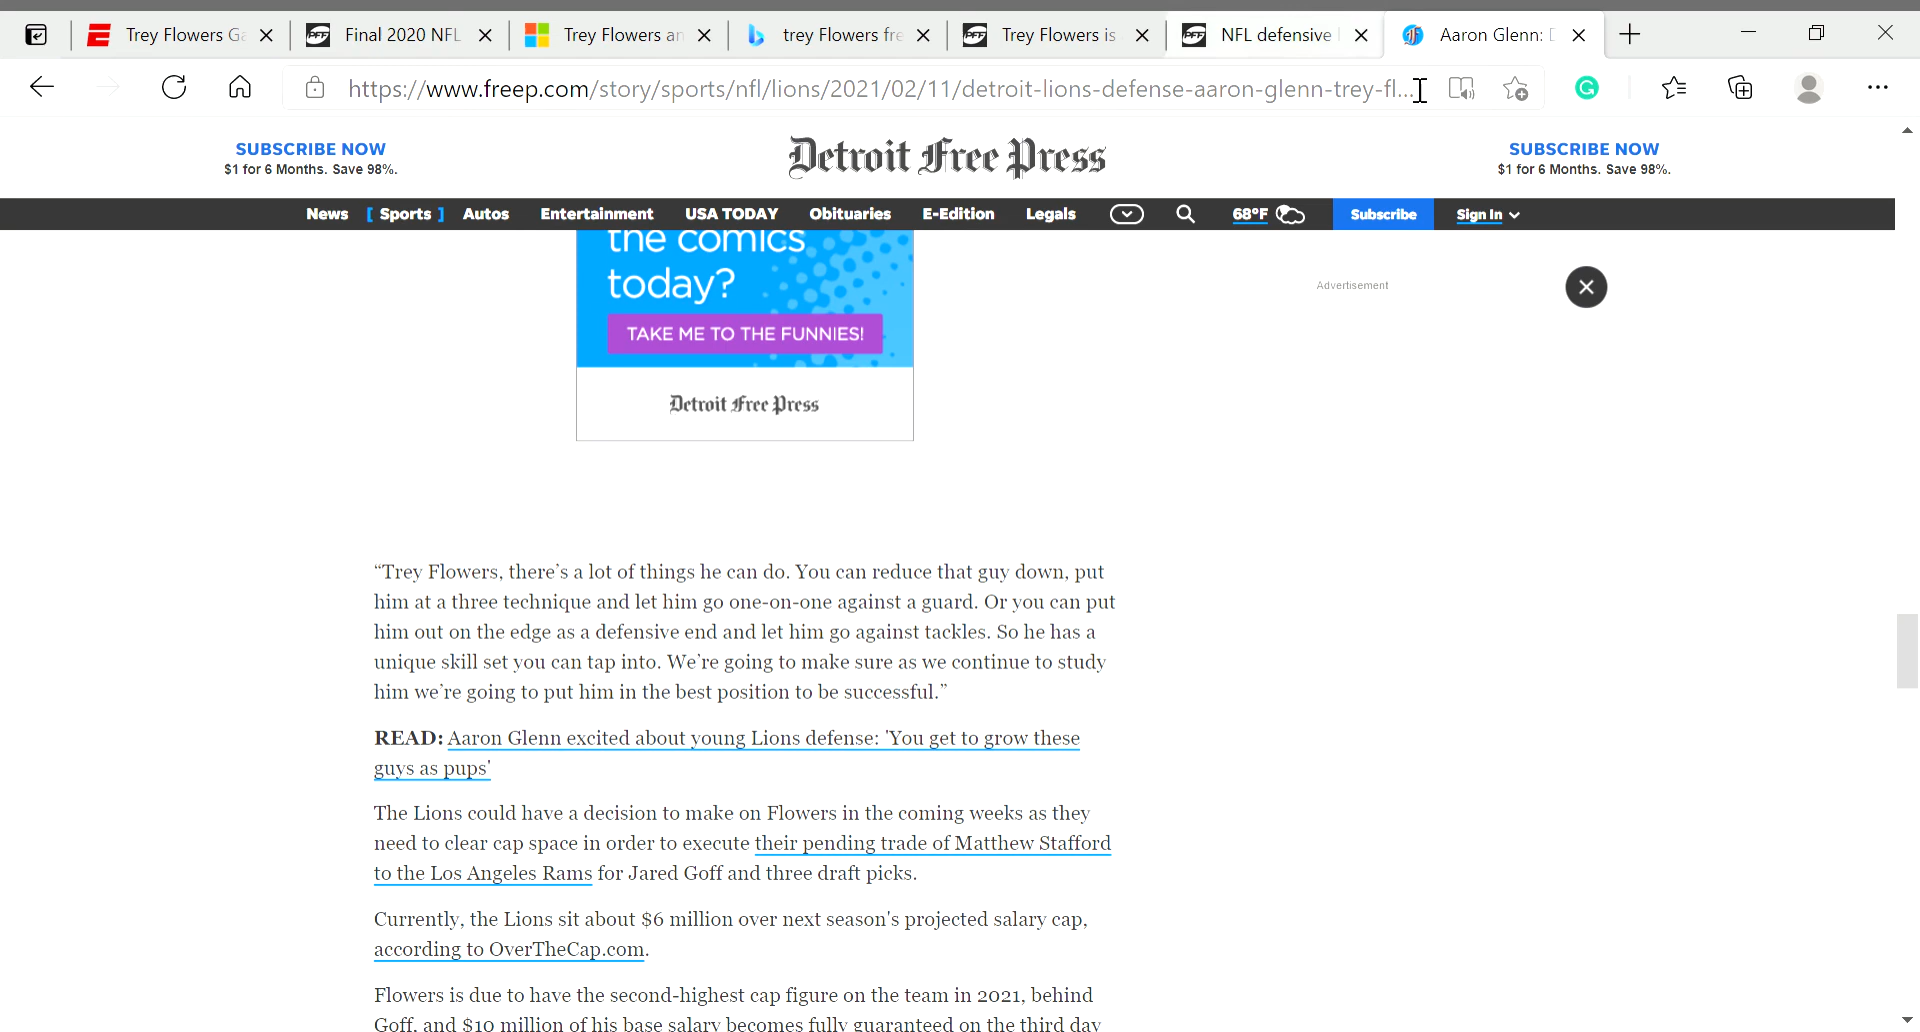 Trey Flowers Ga
Final 2020 NFL
Trey Flowers an
trey Flowers fre
Trey Flowers is
NFL defensive
Aaron Glenn: D
https://www.freep.com/story/sports/nfl/lions/2021/02/11/detroit-lions-defense-aaron-glenn-trey-fl...
SUBSCRIBE NOW
$1 for 6 Months. Save 98%.
Detroit Free Press
SUBSCRIBE NOW
$1 for 6 Months. Save 98%.
News [ Sports ] Autos Entertainment USA TODAY Obituaries E-Edition Legals 68°F Subscribe Sign In
the comics
today?
TAKE ME TO THE FUNNIES!
Detroit Free Press
Advertisement
“Trey Flowers, there’s a lot of things he can do. You can reduce that guy down, put
him at a three technique and let him go one-on-one against a guard. Or you can put
him out on the edge as a defensive end and let him go against tackles. So he has a
unique skill set you can tap into. We’re going to make sure as we continue to study
him we’re going to put him in the best position to be successful.”
READ: Aaron Glenn excited about young Lions defense: 'You get to grow these
guys as pups'
The Lions could have a decision to make on Flowers in the coming weeks as they
need to clear cap space in order to execute their pending trade of Matthew Stafford
to the Los Angeles Rams for Jared Goff and three draft picks.
Currently, the Lions sit about $6 million over next season's projected salary cap,
according to OverTheCap.com.
Flowers is due to have the second-highest cap figure on the team in 2021, behind
Goff, and $10 million of his base salary becomes fully guaranteed on the third day